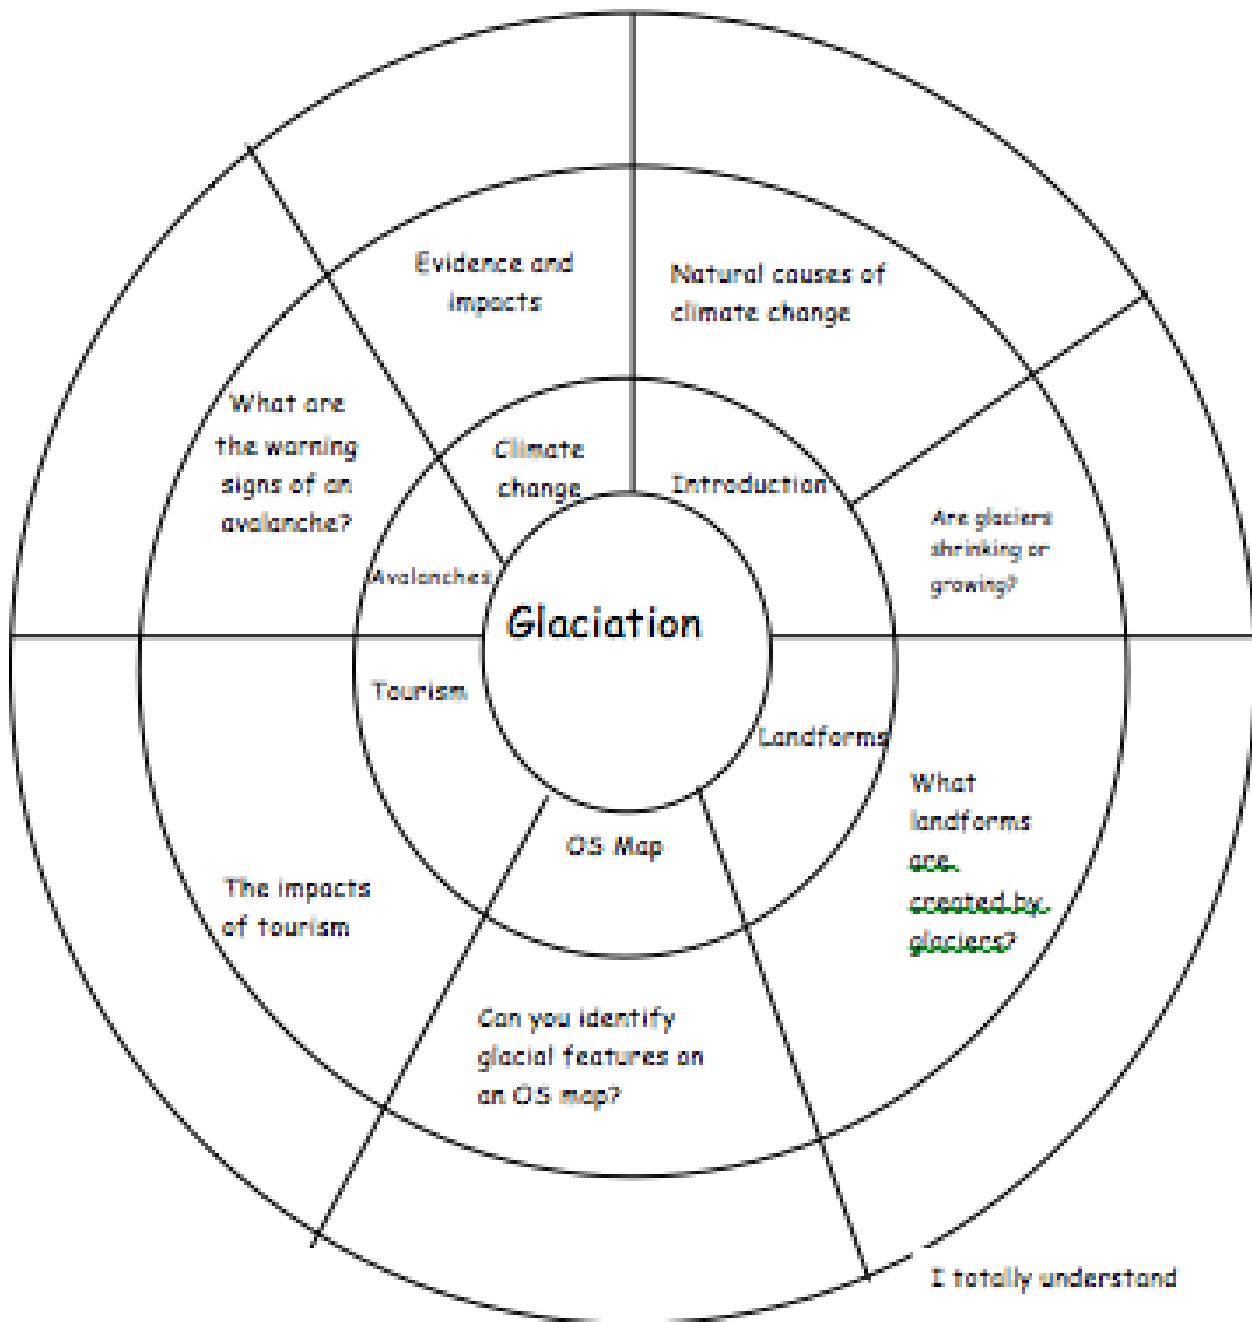 Evidence and
impacts
Natural causes of
climate change
What are
the warning
signs of an
avalanche?
Climate
change
Introduction
Are glaciers
shrinking or
growing?
Avalanches
Glaciation
Tourism
Landforms
What
landforms
are
created by
glaciers?
OS Map
The impacts
of tourism
Can you identify
glacial features on
an OS map?
I totally understand